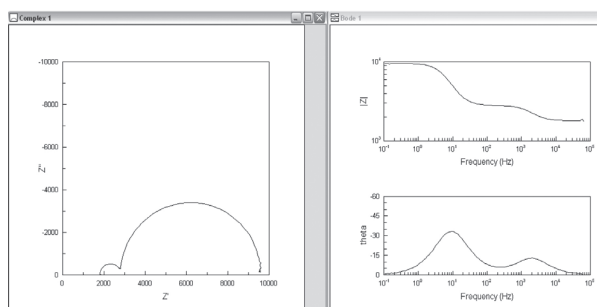 Complex 1
-10000
-8000
-6000
-4000
-2000
0
Z''
0 2000 4000 6000 8000 10000
Z'
Bode 1
10⁴
10³
|Z|
10⁻¹ 10⁰ 10¹ 10² 10³ 10⁴ 10⁵
Frequency (Hz)
-60
-45
-30
-15
0
theta
10⁻¹ 10⁰ 10¹ 10² 10³ 10⁴ 10⁵
Frequency (Hz)